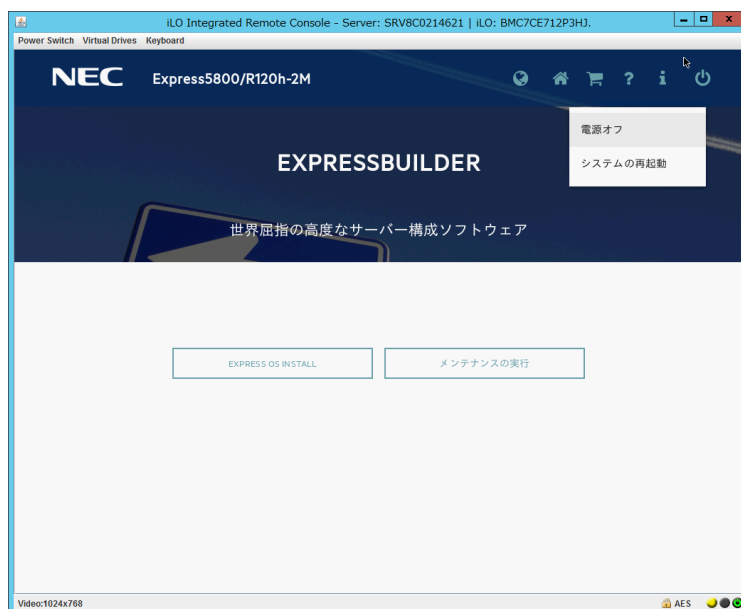 iLO Integrated Remote Console - Server: SRV8C0214621 | iLO: BMC7CE712P3HJ.
Power Switch Virtual Drives Keyboard
NEC Express5800/R120h-2M
電源オフ
システムの再起動
EXPRESSBUILDER
世界屈指の高度なサーバー構成ソフトウェア
EXPRESS OS INSTALL メンテナンスの実行
Video:1024x768 AES